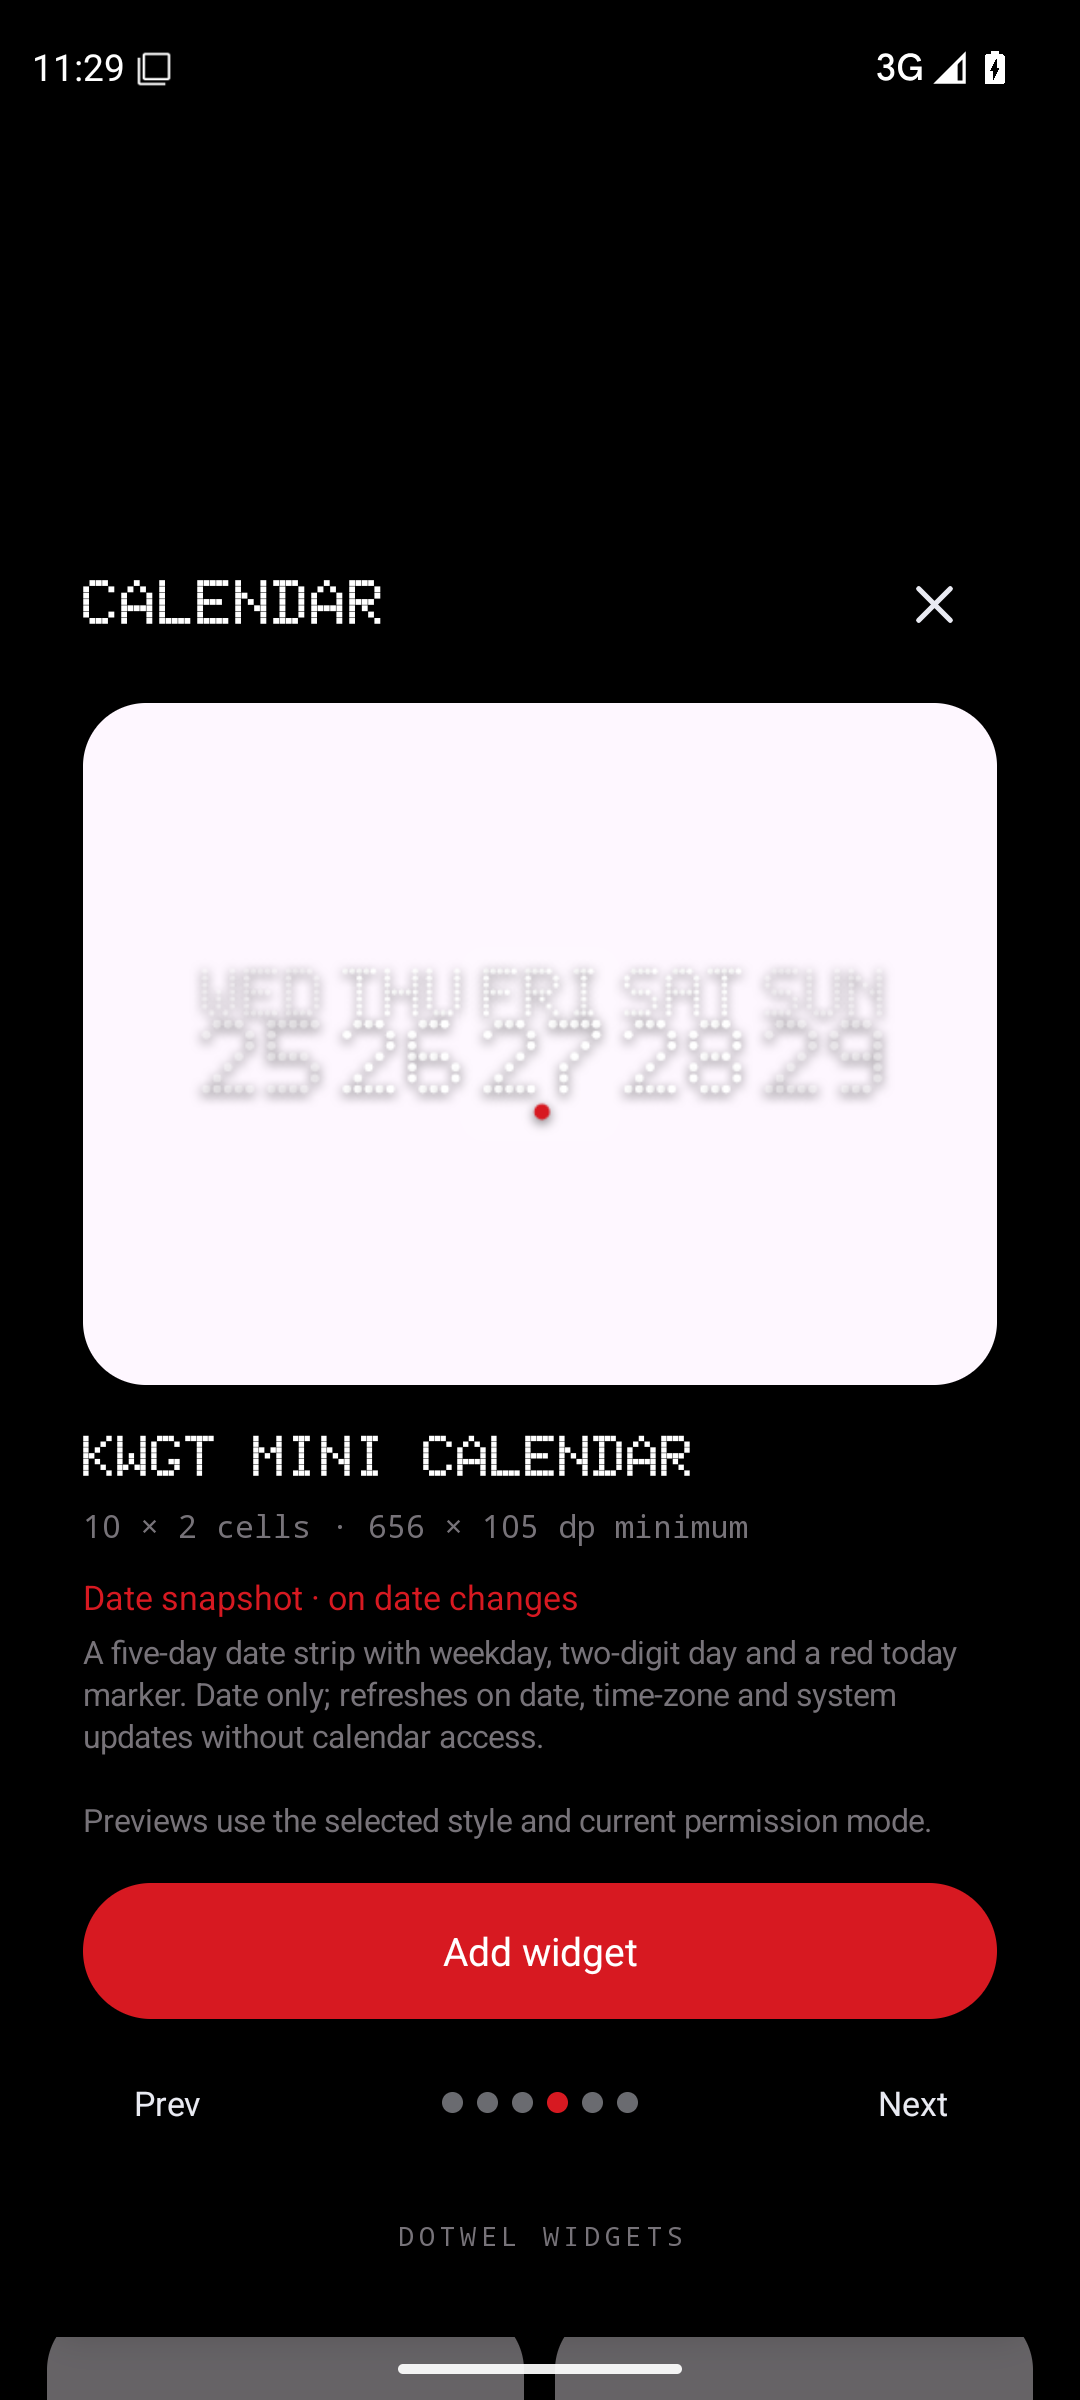 11:29
3G
CALENDAR
WED THU FRI SAT SUN
25 26 27 28 29
KWGT MINI CALENDAR
10 × 2 cells · 656 × 105 dp minimum
Date snapshot · on date changes
A five-day date strip with weekday, two-digit day and a red today
marker. Date only; refreshes on date, time-zone and system
updates without calendar access.
Previews use the selected style and current permission mode.
Add widget
Prev
Next
DOTWEL WIDGETS